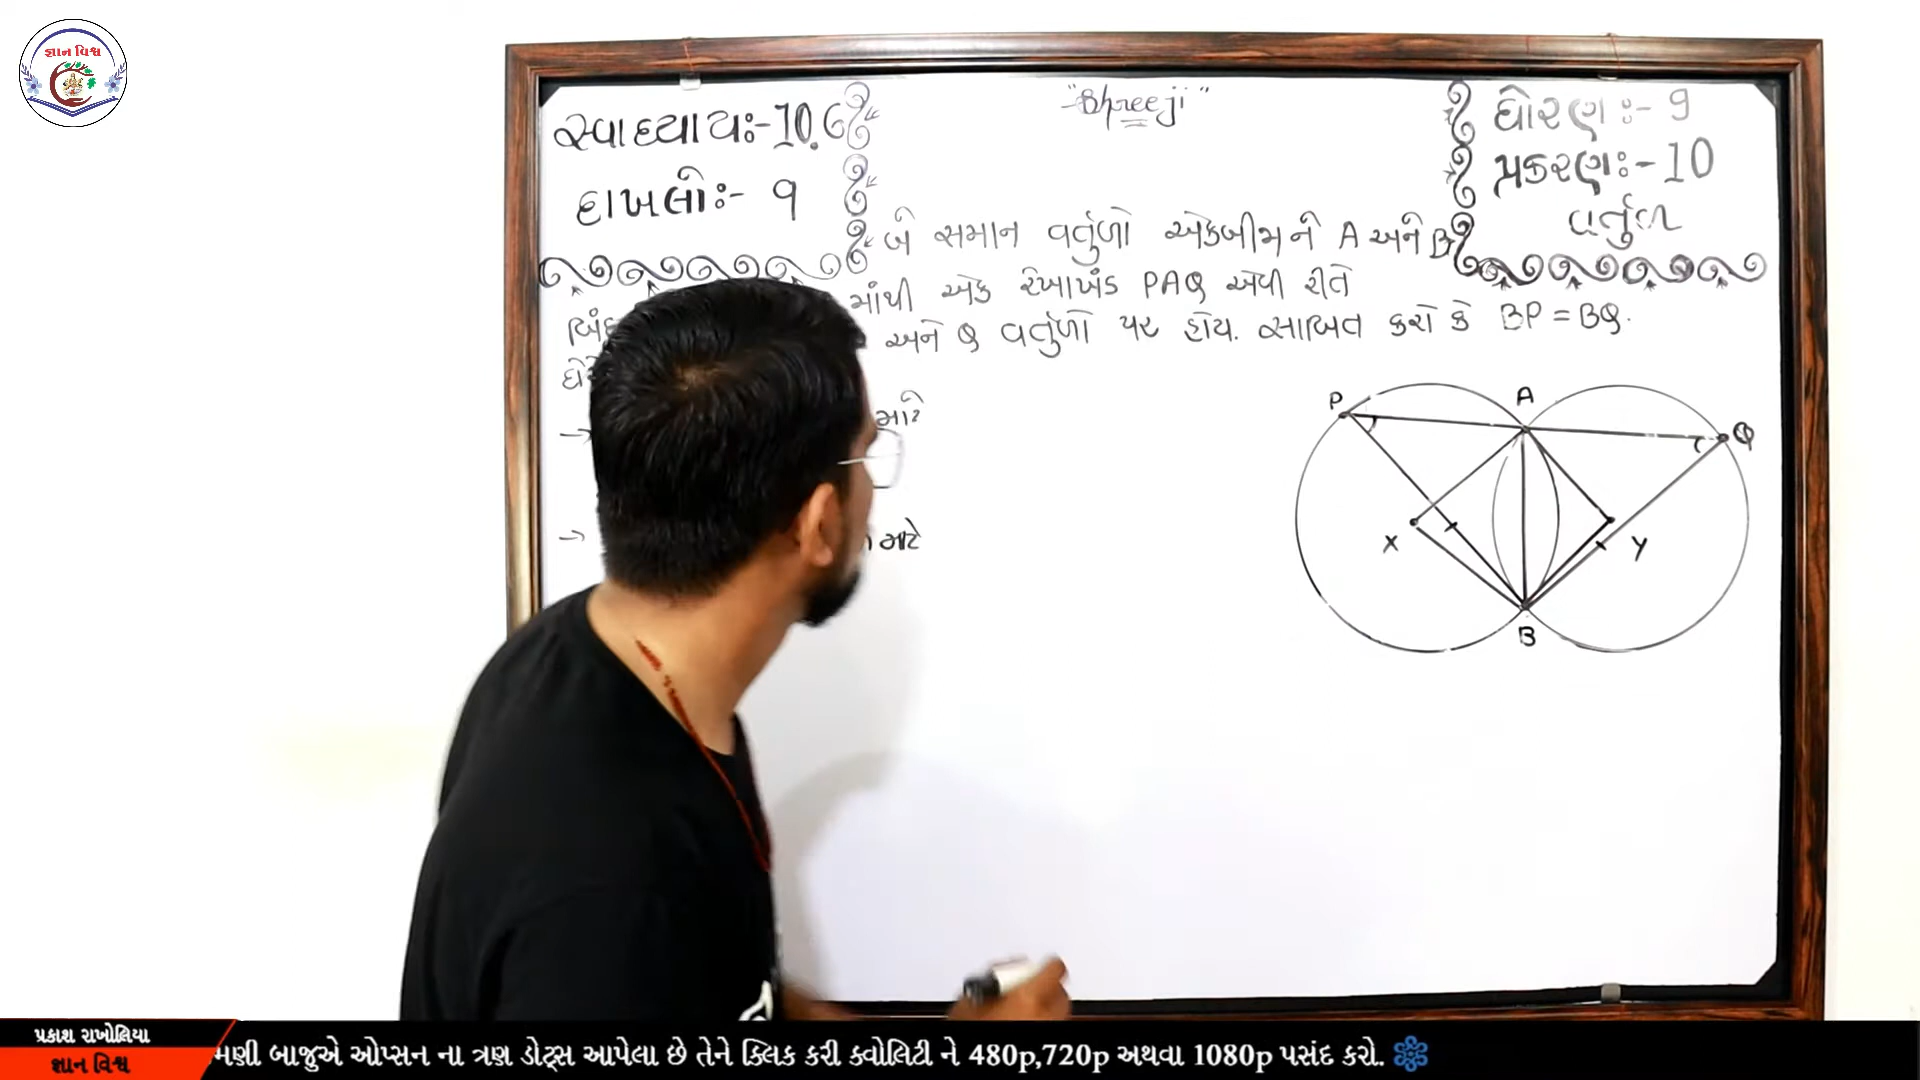 જ્ઞાન વિશ્વ
સ્વાધ્યાયઃ- 10.6
દાખલોઃ- 9
"Shreeji"
ધોરણઃ- 9
પ્રકરણઃ- 10
વર્તુળ
બે સમાન વર્તુળો એકબીજાને A અને B
માંથી એક રેખાખંડ PAQ એવી રીતે
અને Q વર્તુળો પર હોય. સાબિત કરો કે BP = BQ.
→ માટે
→ માટે
P A Q
X Y
B
પ્રકાશ રાખોલિયા
જ્ઞાન વિશ્વ
મણી બાજુએ ઓપ્સન ના ત્રણ ડોટ્સ આપેલા છે તેને ક્લિક કરી ક્વોલિટી ને 480p,720p અથવા 1080p પસંદ કરો.